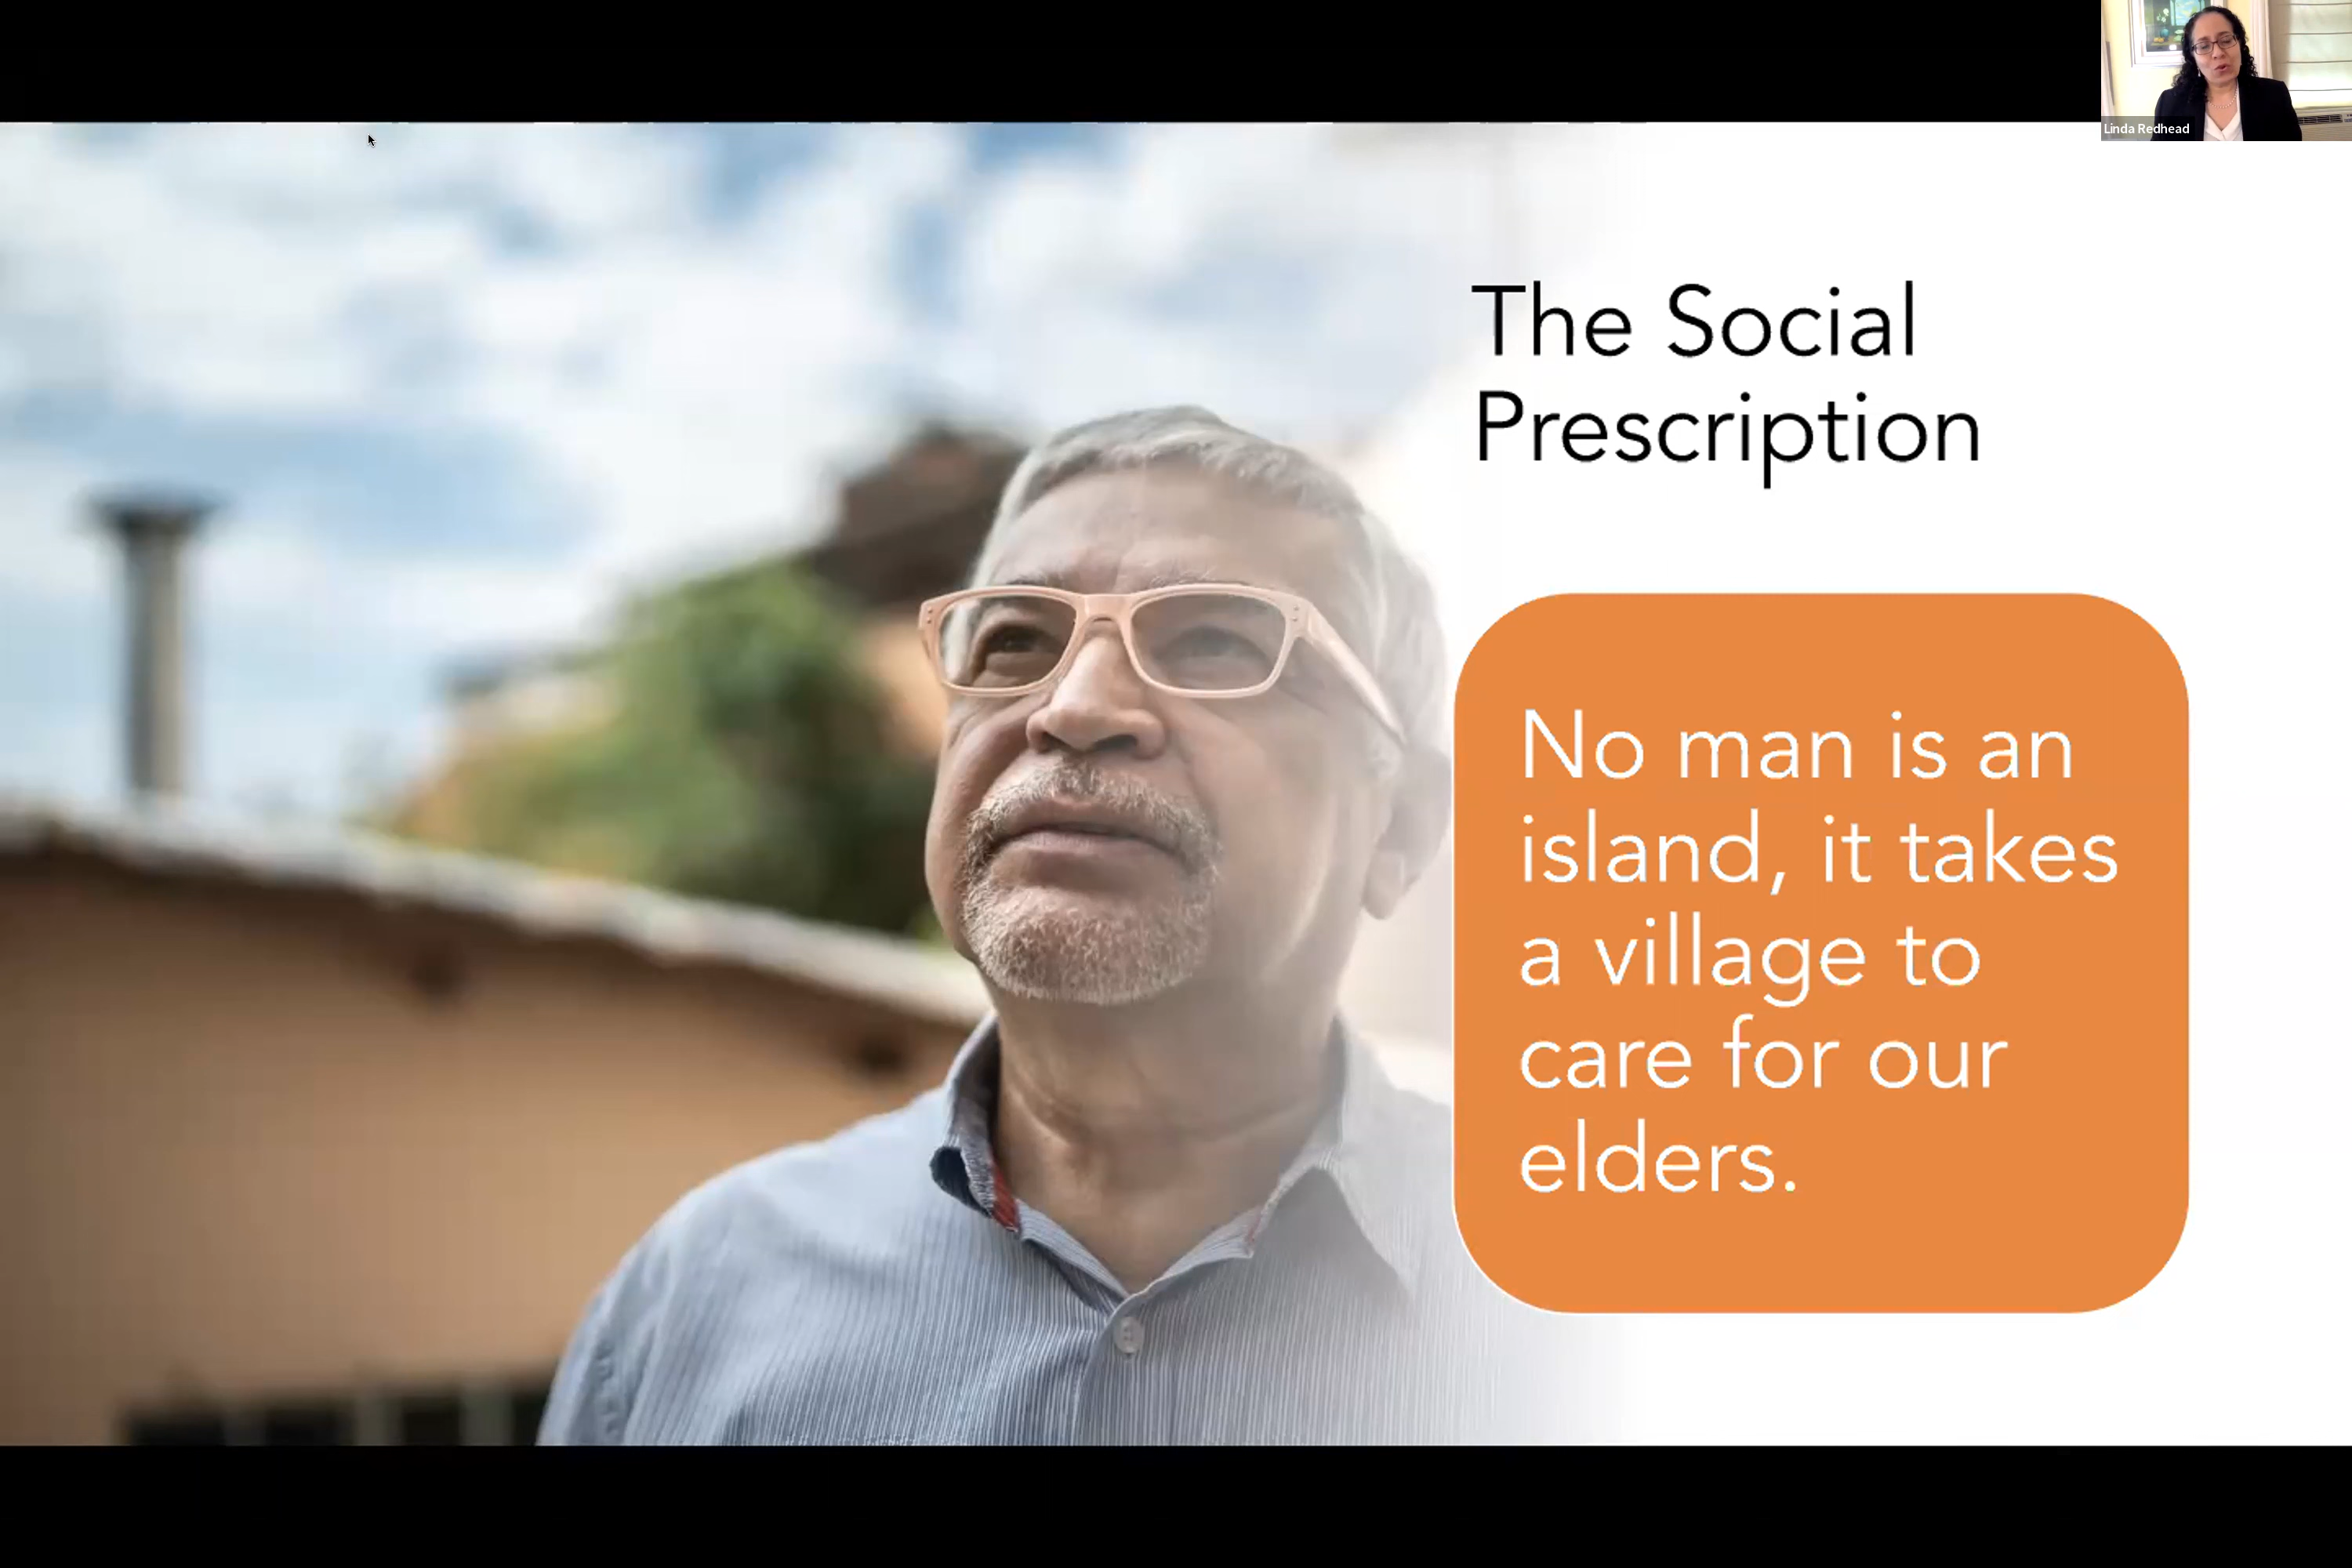 Linda Redhead
The Social
Prescription
No man is an
island, it takes
a village to
care for our
elders.